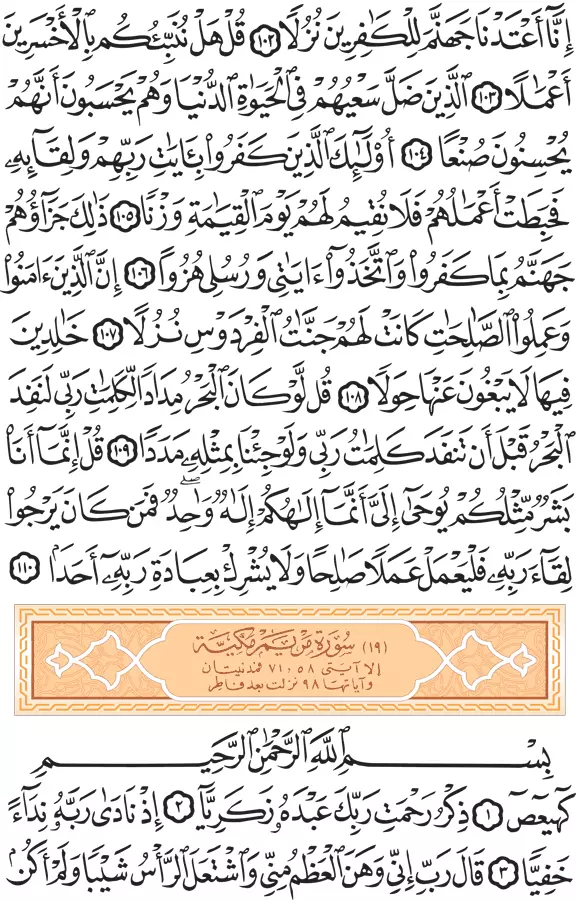 إِنَّآ أَعْتَدْنَا جَهَنَّمَ لِلْكَٰفِرِينَ نُزُلًا ١٠٢ قُلْ هَلْ نُنَبِّئُكُم بِٱلْأَخْسَرِينَ
أَعْمَٰلًا ١٠٣ ٱلَّذِينَ ضَلَّ سَعْيُهُمْ فِى ٱلْحَيَوٰةِ ٱلدُّنْيَا وَهُمْ يَحْسَبُونَ أَنَّهُمْ
يُحْسِنُونَ صُنْعًا ١٠٤ أُو۟لَٰٓئِكَ ٱلَّذِينَ كَفَرُوا۟ بِـَٔايَٰتِ رَبِّهِمْ وَلِقَآئِهِۦ
فَحَبِطَتْ أَعْمَٰلُهُمْ فَلَا نُقِيمُ لَهُمْ يَوْمَ ٱلْقِيَٰمَةِ وَزْنًا ١٠٥ ذَٰلِكَ جَزَآؤُهُمْ
جَهَنَّمُ بِمَا كَفَرُوا۟ وَٱتَّخَذُوٓا۟ ءَايَٰتِى وَرُسُلِى هُزُوًا ١٠٦ إِنَّ ٱلَّذِينَ ءَامَنُوا۟
وَعَمِلُوا۟ ٱلصَّٰلِحَٰتِ كَانَتْ لَهُمْ جَنَّٰتُ ٱلْفِرْدَوْسِ نُزُلًا ١٠٧ خَٰلِدِينَ
فِيهَا لَا يَبْغُونَ عَنْهَا حِوَلًا ١٠٨ قُل لَّوْ كَانَ ٱلْبَحْرُ مِدَادًا لِّكَلِمَٰتِ رَبِّى لَنَفِدَ
ٱلْبَحْرُ قَبْلَ أَن تَنفَدَ كَلِمَٰتُ رَبِّى وَلَوْ جِئْنَا بِمِثْلِهِۦ مَدَدًا ١٠٩ قُلْ إِنَّمَآ أَنَا۠
بَشَرٌ مِّثْلُكُمْ يُوحَىٰٓ إِلَىَّ أَنَّمَآ إِلَٰهُكُمْ إِلَٰهٌ وَٰحِدٌ ۖ فَمَن كَانَ يَرْجُوا۟
لِقَآءَ رَبِّهِۦ فَلْيَعْمَلْ عَمَلًا صَٰلِحًا وَلَا يُشْرِكْ بِعِبَادَةِ رَبِّهِۦٓ أَحَدًۢا ١١٠
(١٩) سُورَة مَرْيَم مَكِيَّة
إلا آيتى ٥٨ و ٧١ فمدنيتان
وآياتها ٩٨ نزلت بعد فاطر
بِسْمِ ٱللَّهِ ٱلرَّحْمَٰنِ ٱلرَّحِيمِ
كٓهيعٓصٓ ١ ذِكْرُ رَحْمَتِ رَبِّكَ عَبْدَهُۥ زَكَرِيَّآ ٢ إِذْ نَادَىٰ رَبَّهُۥ نِدَآءً
خَفِيًّا ٣ قَالَ رَبِّ إِنِّى وَهَنَ ٱلْعَظْمُ مِنِّى وَٱشْتَعَلَ ٱلرَّأْسُ شَيْبًا وَلَمْ أَكُنۢ